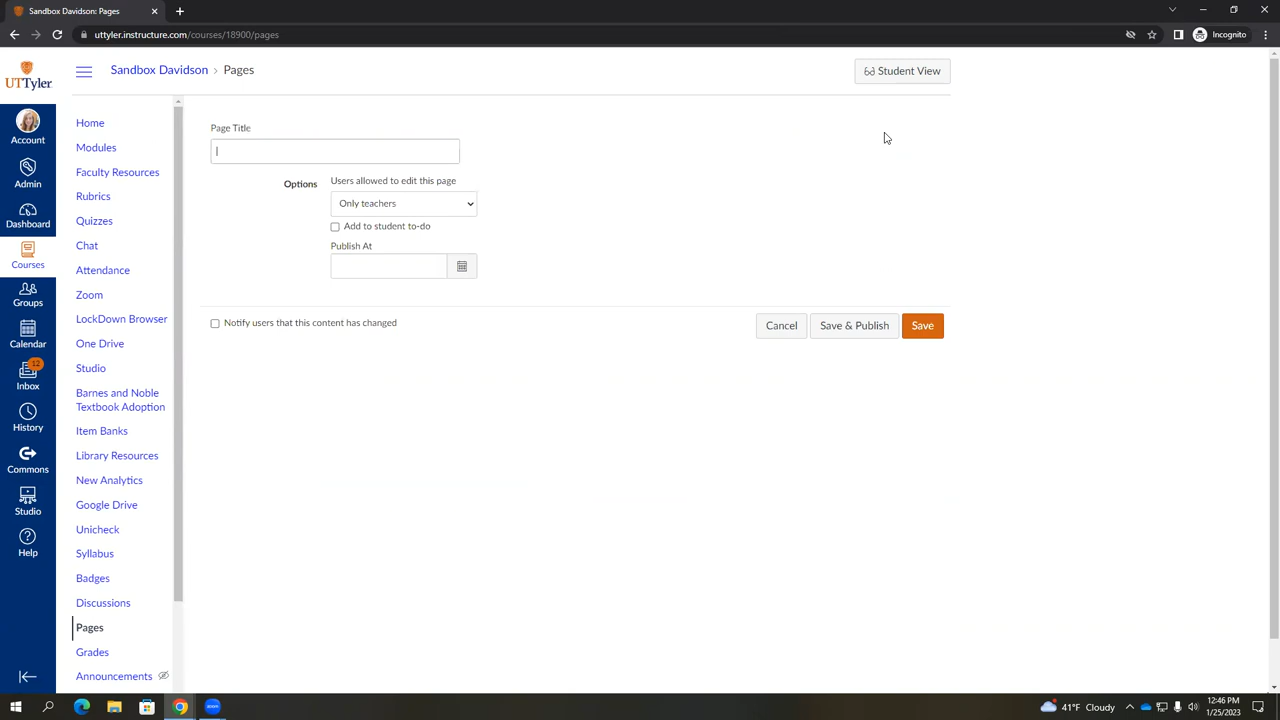 Sandbox Davidson: Pages
Incognito
uttyler.instructure.com/courses/18900/pages
UTTyler
Sandbox Davidson › Pages
Student View
Account
Admin
Dashboard
Courses
Groups
Calendar
12
Inbox
History
Commons
Studio
Help
Home
Modules
Faculty Resources
Rubrics
Quizzes
Chat
Attendance
Zoom
LockDown Browser
One Drive
Studio
Barnes and Noble
Textbook Adoption
Item Banks
Library Resources
New Analytics
Google Drive
Unicheck
Syllabus
Badges
Discussions
Pages
Grades
Announcements
Page Title
Options
Users allowed to edit this page
Only teachers
Add to student to-do
Publish At
Notify users that this content has changed
Cancel
Save & Publish
Save
zoom
41°F Cloudy
12:46 PM
1/25/2023